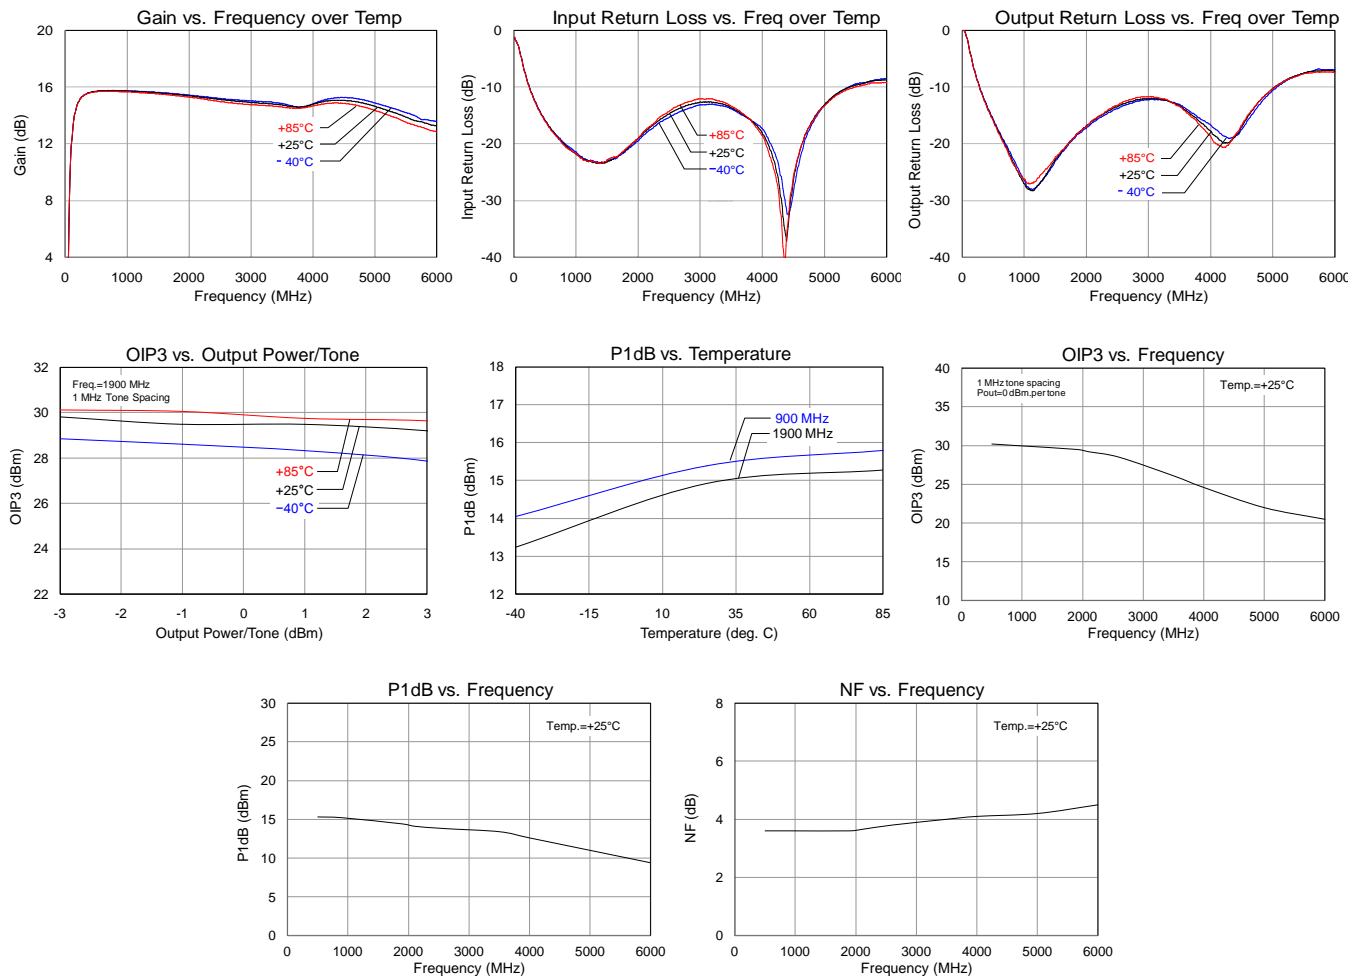 Gain vs. Frequency over Temp
20
16
12
8
4
Gain (dB)
+85°C
+25°C
- 40°C
0 1000 2000 3000 4000 5000 6000
Frequency (MHz)
Input Return Loss vs. Freq over Temp
0
-10
-20
-30
-40
Input Return Loss (dB)
+85°C
+25°C
−40°C
0 1000 2000 3000 4000 5000 6000
Frequency (MHz)
Output Return Loss vs. Freq over Temp
0
-10
-20
-30
-40
Output Return Loss (dB)
+85°C
+25°C
- 40°C
0 1000 2000 3000 4000 5000 6000
Frequency (MHz)
OIP3 vs. Output Power/Tone
32
30
28
26
24
22
OIP3 (dBm)
Freq.=1900 MHz
1 MHz Tone Spacing
+85°C
+25°C
−40°C
-3 -2 -1 0 1 2 3
Output Power/Tone (dBm)
P1dB vs. Temperature
18
17
16
15
14
13
12
P1dB (dBm)
900 MHz
1900 MHz
-40 -15 10 35 60 85
Temperature (deg. C)
OIP3 vs. Frequency
40
35
30
25
20
15
10
OIP3 (dBm)
1 MHz tone spacing
Pout=0 dBm.per tone
Temp.=+25°C
0 1000 2000 3000 4000 5000 6000
Frequency (MHz)
P1dB vs. Frequency
30
25
20
15
10
5
0
P1dB (dBm)
Temp.=+25°C
0 1000 2000 3000 4000 5000 6000
Frequency (MHz)
NF vs. Frequency
8
6
4
2
0
NF (dB)
Temp.=+25°C
0 1000 2000 3000 4000 5000 6000
Frequency (MHz)